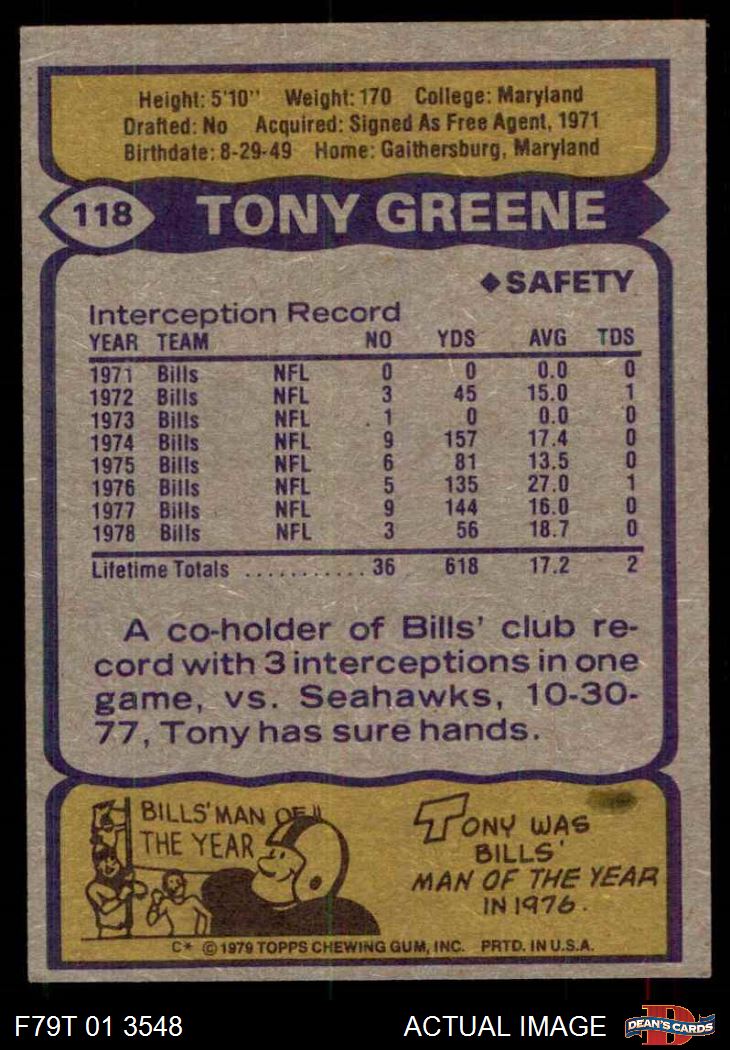 Height: 5'10" Weight: 170 College: Maryland
Drafted: No Acquired: Signed As Free Agent, 1971
Birthdate: 8-29-49 Home: Gaithersburg, Maryland
118 TONY GREENE
◆SAFETY
Interception Record
YEAR TEAM NO YDS AVG TDS
1971 Bills NFL 0 0 0.0 0
1972 Bills NFL 3 45 15.0 1
1973 Bills NFL 1 0 0.0 0
1974 Bills NFL 9 157 17.4 0
1975 Bills NFL 6 81 13.5 0
1976 Bills NFL 5 135 27.0 1
1977 Bills NFL 9 144 16.0 0
1978 Bills NFL 3 56 18.7 0
Lifetime Totals ........... 36 618 17.2 2
A co-holder of Bills' club re-
cord with 3 interceptions in one
game, vs. Seahawks, 10-30-
77, Tony has sure hands.
BILLS' MAN OF
THE YEAR
TONY WAS
BILLS'
MAN OF THE YEAR
IN 1976.
C* © 1979 TOPPS CHEWING GUM, INC. PRTD. IN U.S.A.
F79T 01 3548 ACTUAL IMAGE
D
DEAN'S CARDS